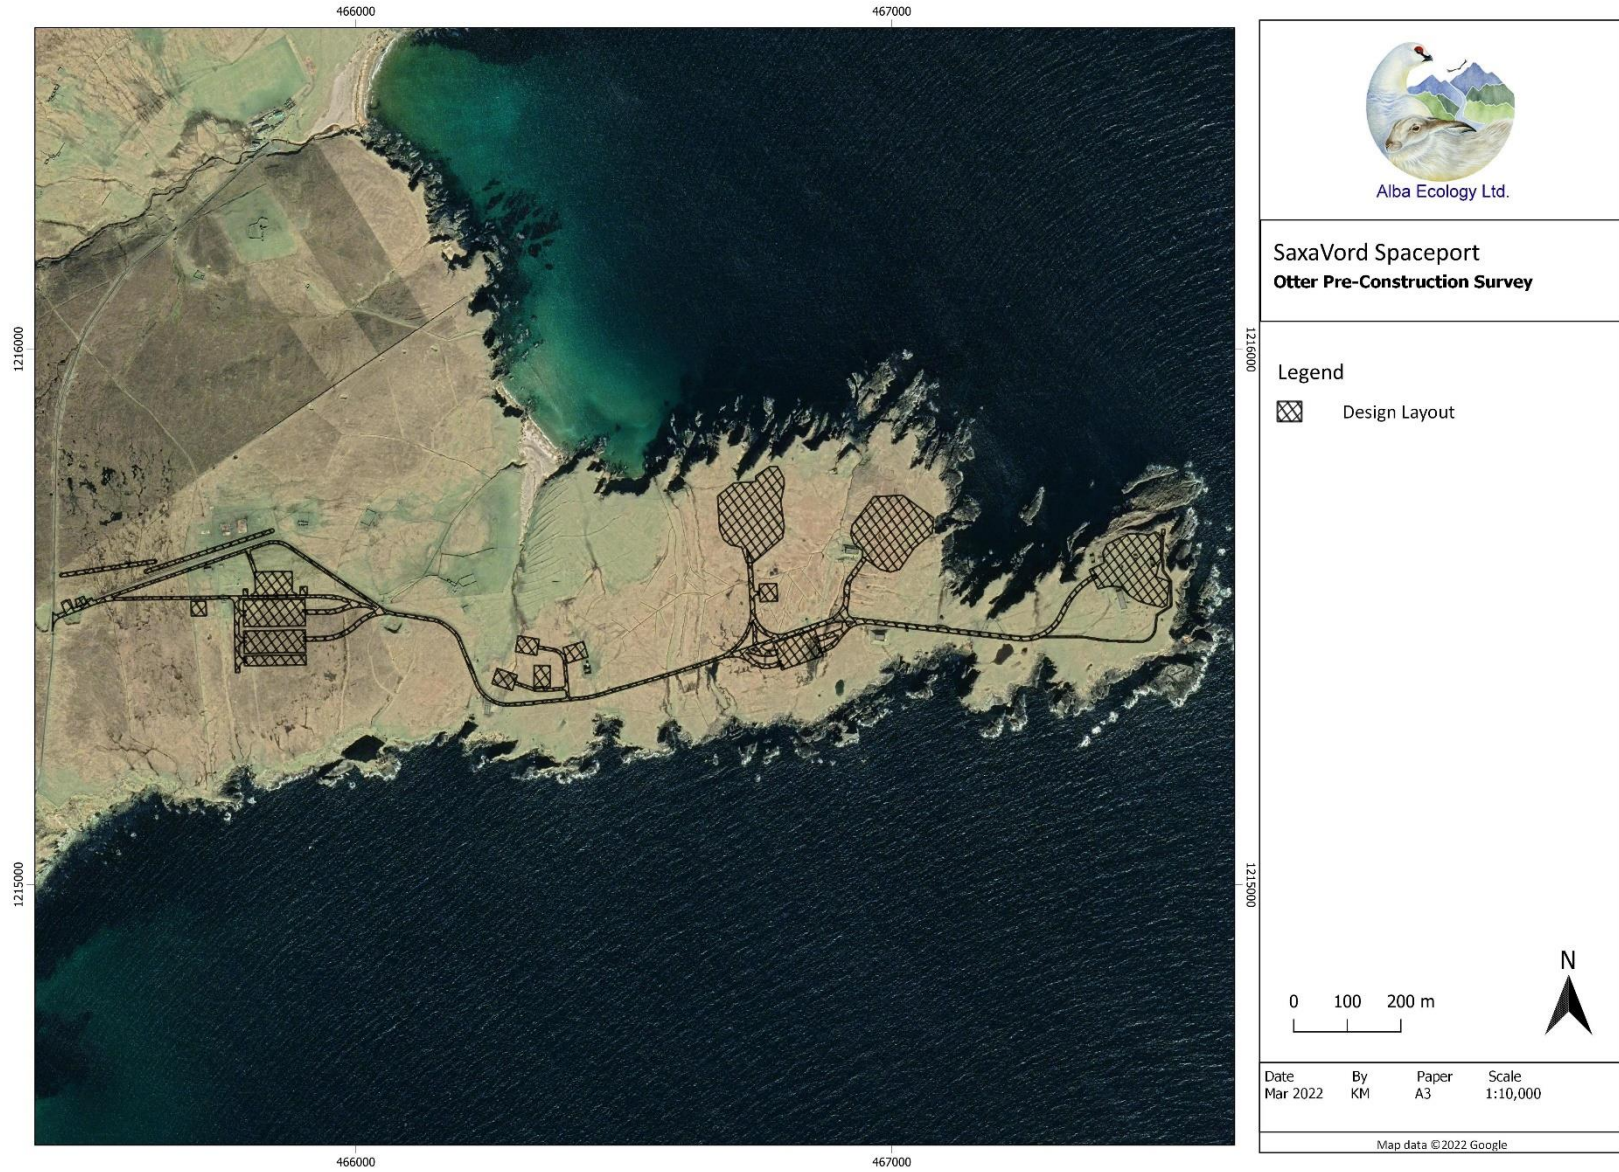 466000
467000
1216000
1216000
1215000
1215000
466000
467000
Alba Ecology Ltd.
SaxaVord Spaceport
Otter Pre-Construction Survey
Legend
Design Layout
N
0 100 200 m
Date By Paper Scale
Mar 2022 KM A3 1:10,000
Map data ©2022 Google